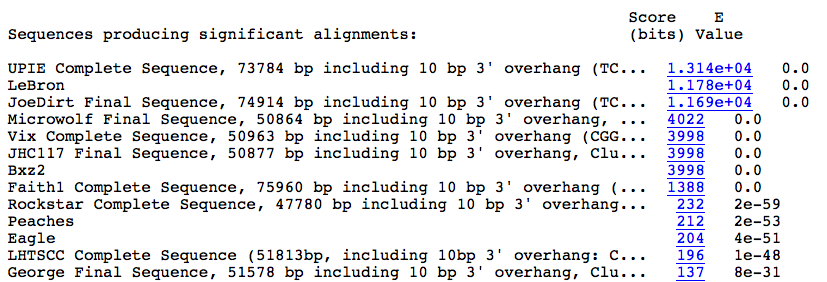 Score E
Sequences producing significant alignments: (bits) Value
UPIE Complete Sequence, 73784 bp including 10 bp 3' overhang (TC... 1.314e+04 0.0
LeBron 1.178e+04 0.0
JoeDirt Final Sequence, 74914 bp including 10 bp 3' overhang (TC... 1.169e+04 0.0
Microwolf Final Sequence, 50864 bp including 10 bp 3' overhang, ... 4022 0.0
Vix Complete Sequence, 50963 bp including 10 bp 3' overhang (CGG... 3998 0.0
JHC117 Final Sequence, 50877 bp including 10 bp 3' overhang, Clu... 3998 0.0
Bxz2 3998 0.0
Faith1 Complete Sequence, 75960 bp including 10 bp 3' overhang (... 1388 0.0
Rockstar Complete Sequence, 47780 bp including 10 bp 3' overhang... 232 2e-59
Peaches 212 2e-53
Eagle 204 4e-51
LHTSCC Complete Sequence (51813bp, including 10bp 3' overhang: C... 196 1e-48
George Final Sequence, 51578 bp including 10 bp 3' overhang, Clu... 137 8e-31